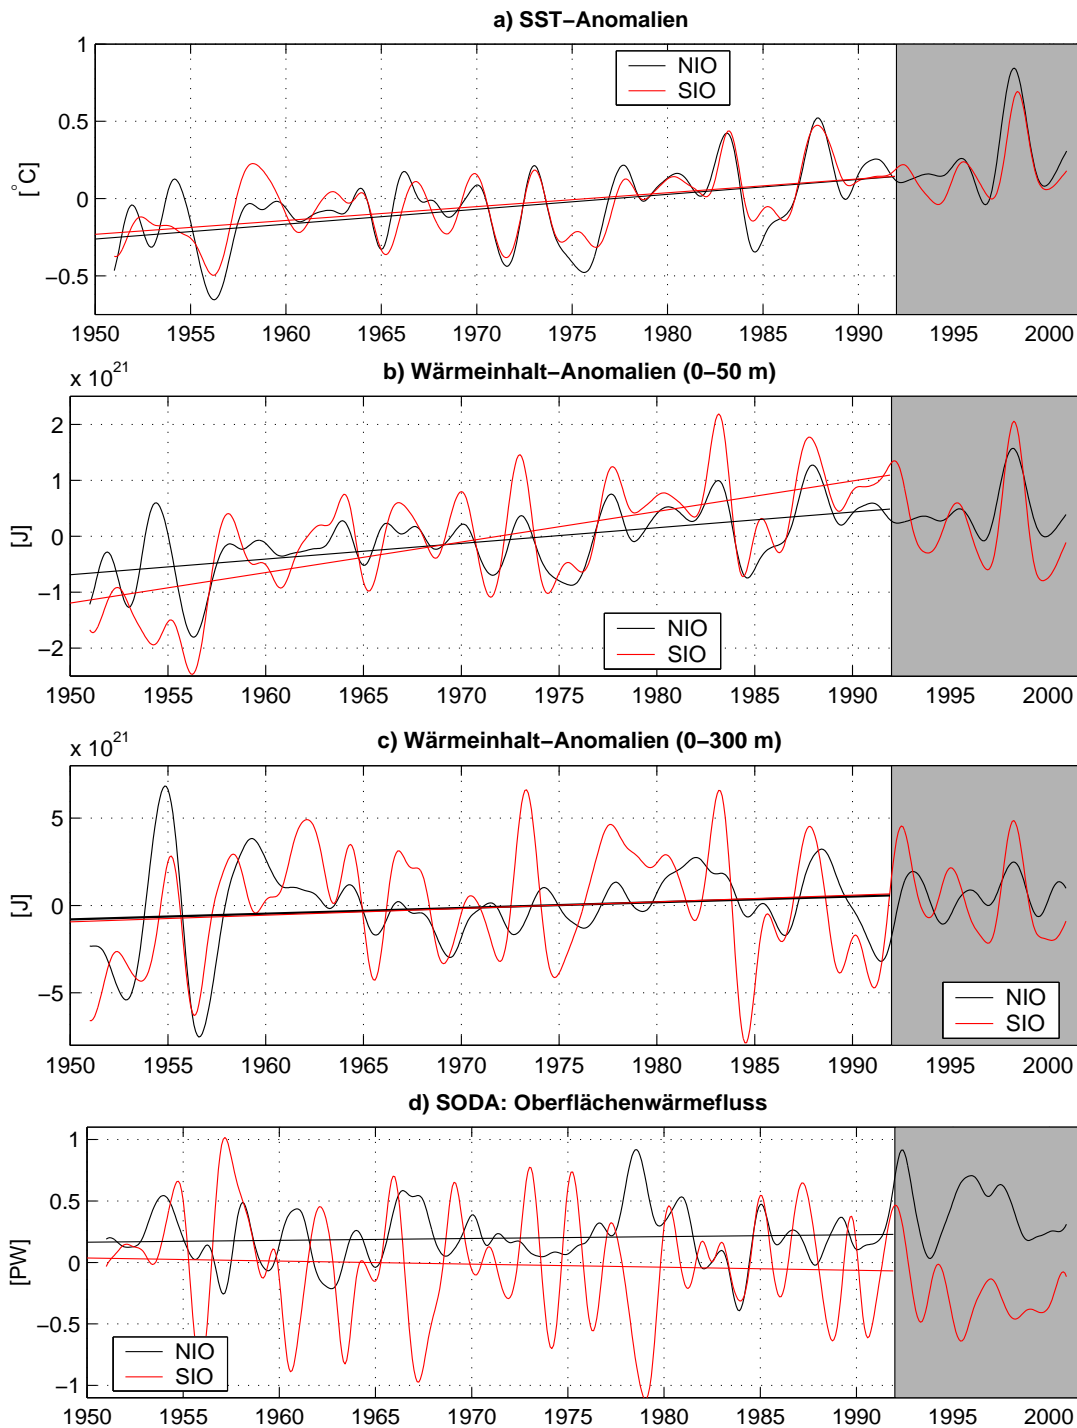 a) SST−Anomalien
1
0.5
0
−0.5
[°C]
NIO
SIO
1950 1955 1960 1965 1970 1975 1980 1985 1990 1995 2000
x 10^21
b) Wärmeinhalt−Anomalien (0−50 m)
2
1
0
−1
−2
[J]
NIO
SIO
1950 1955 1960 1965 1970 1975 1980 1985 1990 1995 2000
x 10^21
c) Wärmeinhalt−Anomalien (0−300 m)
5
0
−5
[J]
NIO
SIO
1950 1955 1960 1965 1970 1975 1980 1985 1990 1995 2000
d) SODA: Oberflächenwärmefluss
1
0.5
0
−0.5
−1
[PW]
NIO
SIO
1950 1955 1960 1965 1970 1975 1980 1985 1990 1995 2000